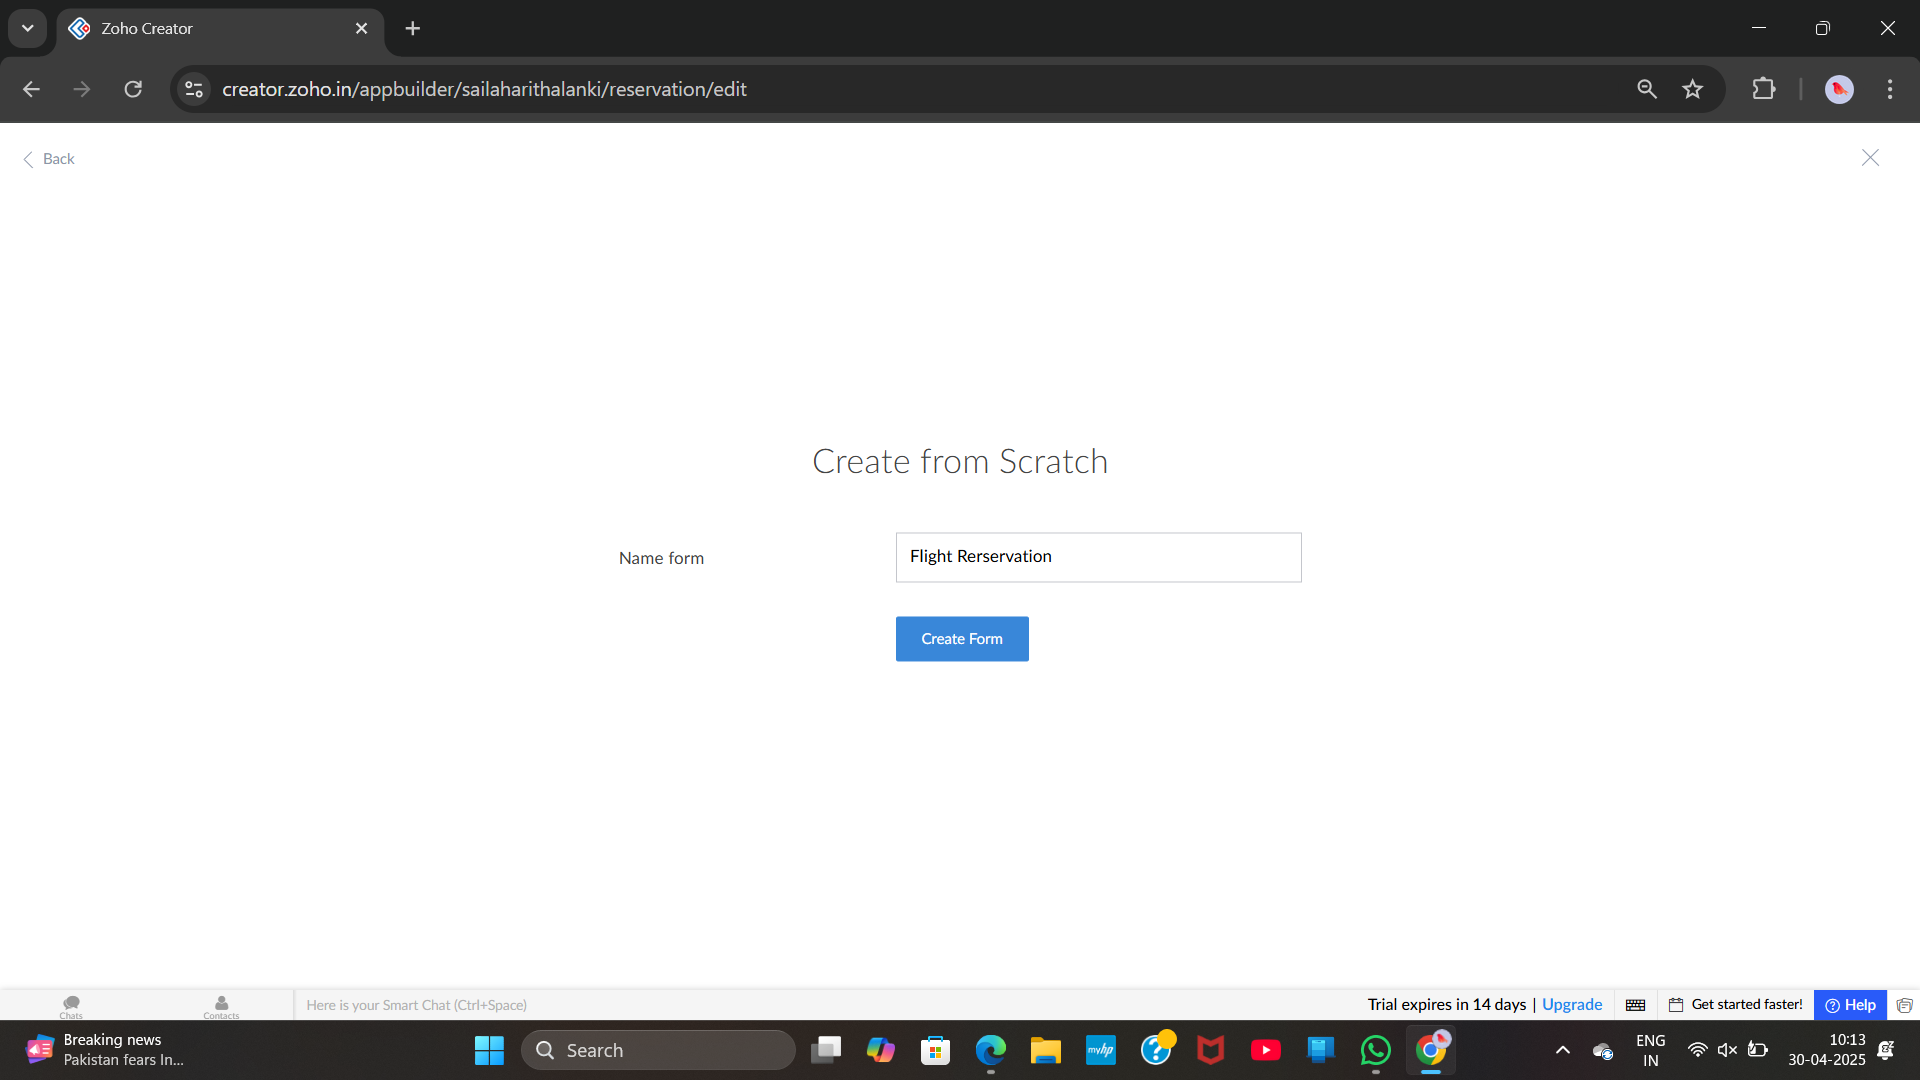 Zoho Creator
creator.zoho.in/appbuilder/sailaharithalanki/reservation/edit
Back
Create from Scratch
Name form
Flight Rerservation
Create Form
Chats
Contacts
Here is your Smart Chat (Ctrl+Space)
Trial expires in 14 days | Upgrade
Get started faster!
Help
Breaking news
Pakistan fears In...
Search
myhp
ENG
IN
10:13
30-04-2025